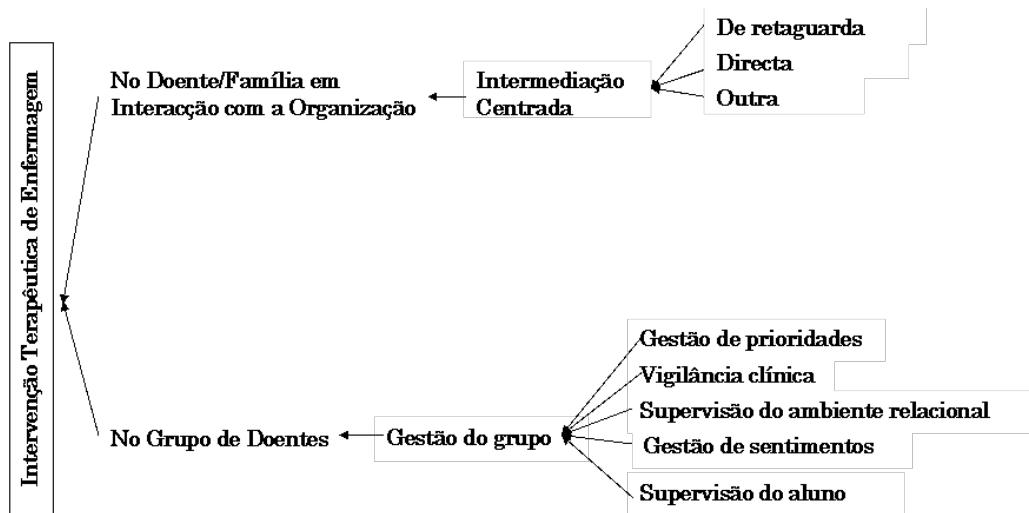 Intervenção Terapêutica de Enfermagem
No Doente/Família em
Interacção com a Organização
Intermediação
Centrada
De retaguarda
Directa
Outra
No Grupo de Doentes
Gestão do grupo
Gestão de prioridades
Vigilância clínica
Supervisão do ambiente relacional
Gestão de sentimentos
Supervisão do aluno